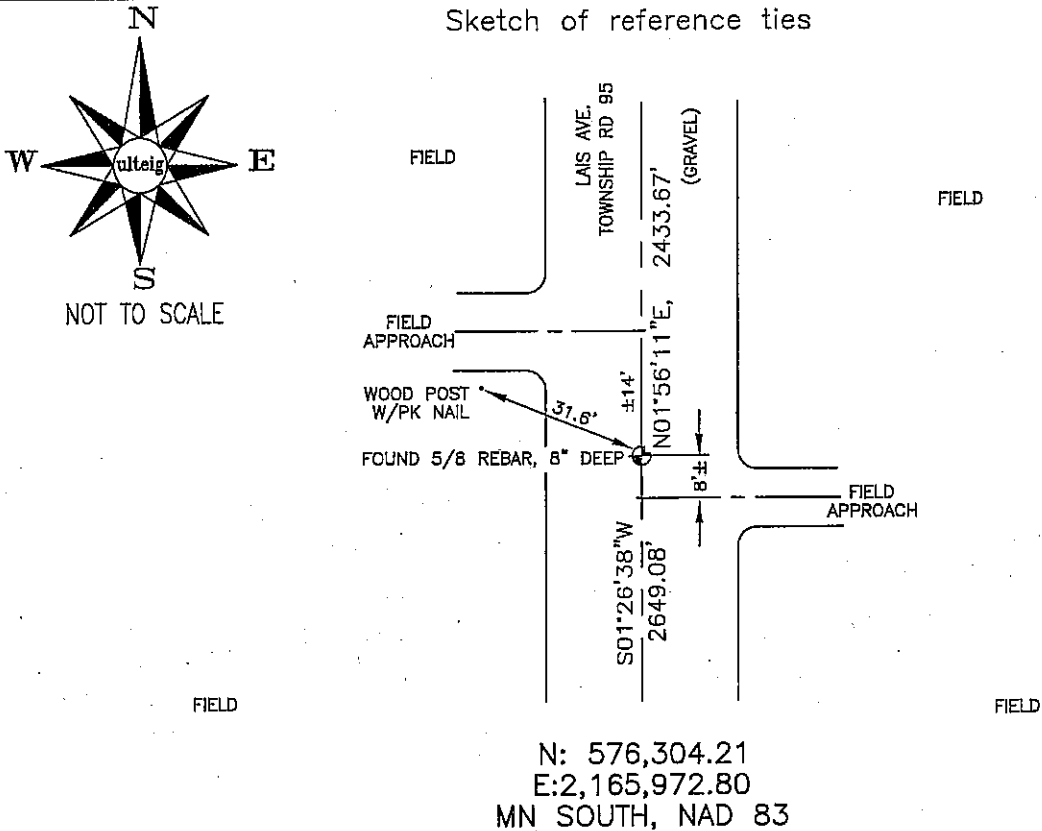 Sketch of reference ties
N
W
ulteig
E
S
NOT TO SCALE
FIELD
LAIS AVE.
TOWNSHIP RD 95
(GRAVEL)
FIELD
N01°56'11"E, 2433.67'
FIELD
APPROACH
±14'
WOOD POST
W/PK NAIL
31.6'
FOUND 5/8 REBAR, 8" DEEP
8'±
FIELD
APPROACH
S01°26'38"W
2649.08'
FIELD
FIELD
N: 576,304.21
E:2,165,972.80
MN SOUTH, NAD 83